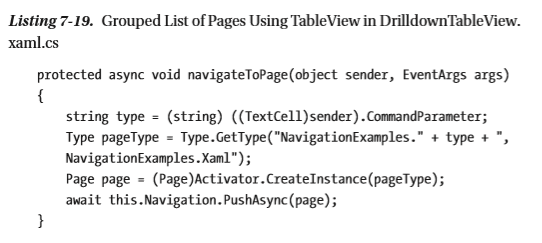 Listing 7-19. Grouped List of Pages Using TableView in DrilldownTableView.
xaml.cs
protected async void navigateToPage(object sender, EventArgs args)
{
string type = (string) ((TextCell)sender).CommandParameter;
Type pageType = Type.GetType("NavigationExamples." + type + ",
NavigationExamples.Xaml");
Page page = (Page)Activator.CreateInstance(pageType);
await this.Navigation.PushAsync(page);
}